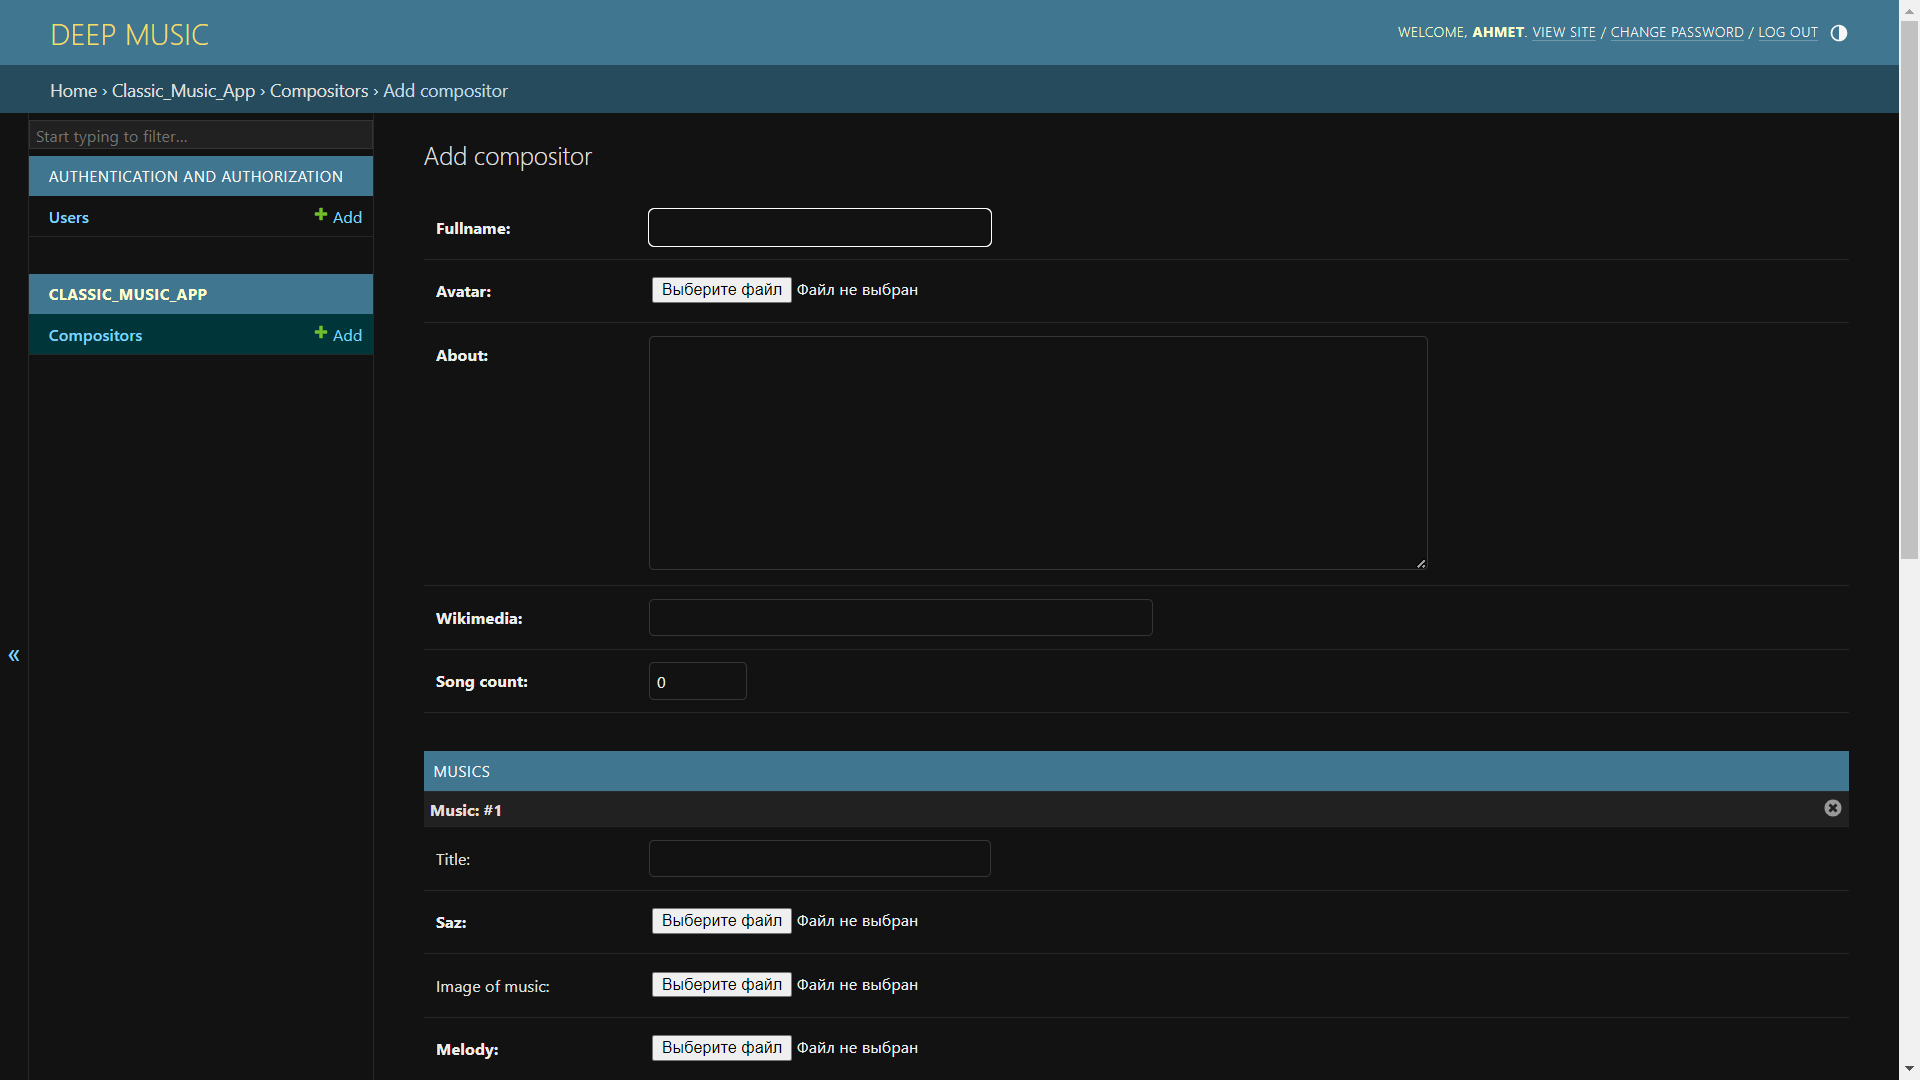 DEEP MUSIC
WELCOME, AHMET. VIEW SITE / CHANGE PASSWORD / LOG OUT
Home › Classic_Music_App › Compositors › Add compositor
Start typing to filter...
AUTHENTICATION AND AUTHORIZATION
Users
Add
CLASSIC_MUSIC_APP
Compositors
Add
«
Add compositor
Fullname:
Avatar:
Выберите файл Файл не выбран
About:
Wikimedia:
Song count:
0
MUSICS
Music: #1
Title:
Saz:
Выберите файл Файл не выбран
Image of music:
Выберите файл Файл не выбран
Melody:
Выберите файл Файл не выбран